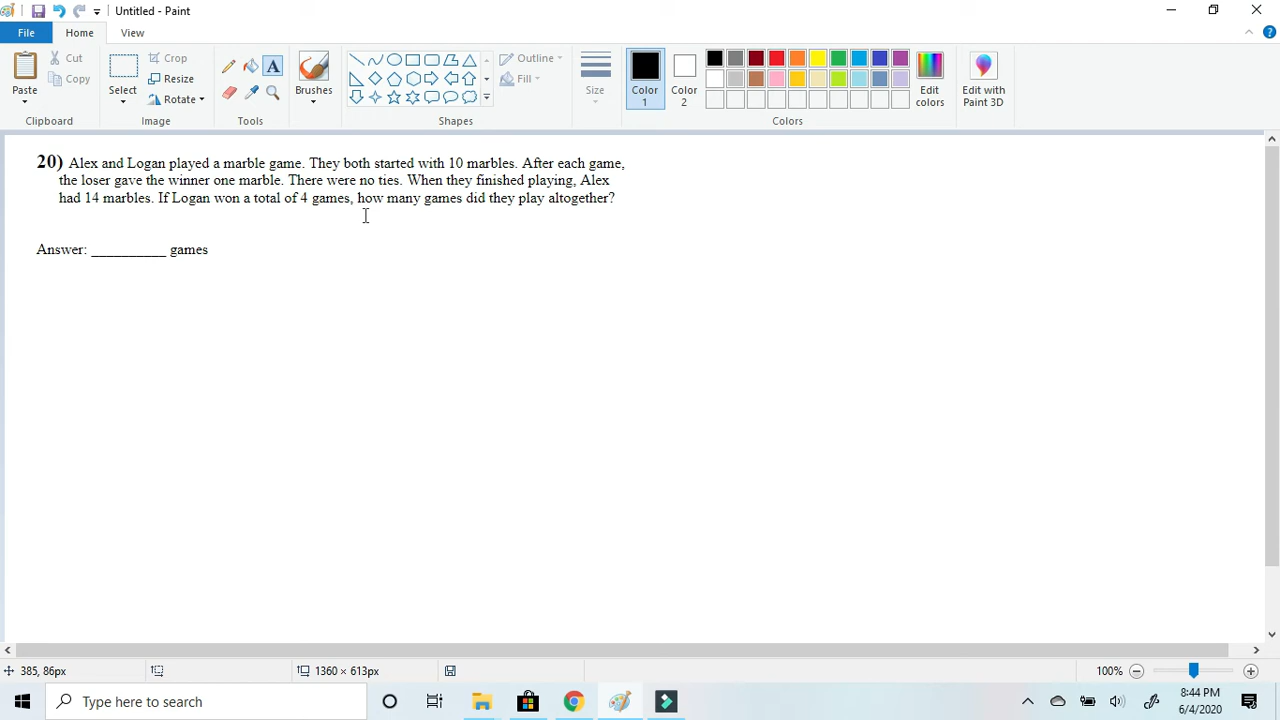 Untitled - Paint
File Home View
Paste
Cut
Copy
Clipboard
Select
Crop
Resize
Rotate
Image
A
Tools
Brushes
Outline
Fill
Shapes
Size
Color 1
Color 2
Edit colors
Colors
Edit with Paint 3D
20) Alex and Logan played a marble game. They both started with 10 marbles. After each game,
the loser gave the winner one marble. There were no ties. When they finished playing, Alex
had 14 marbles. If Logan won a total of 4 games, how many games did they play altogether?
Answer: __________ games
385, 86px
1360 × 613px
100%
Type here to search
8:44 PM
6/4/2020